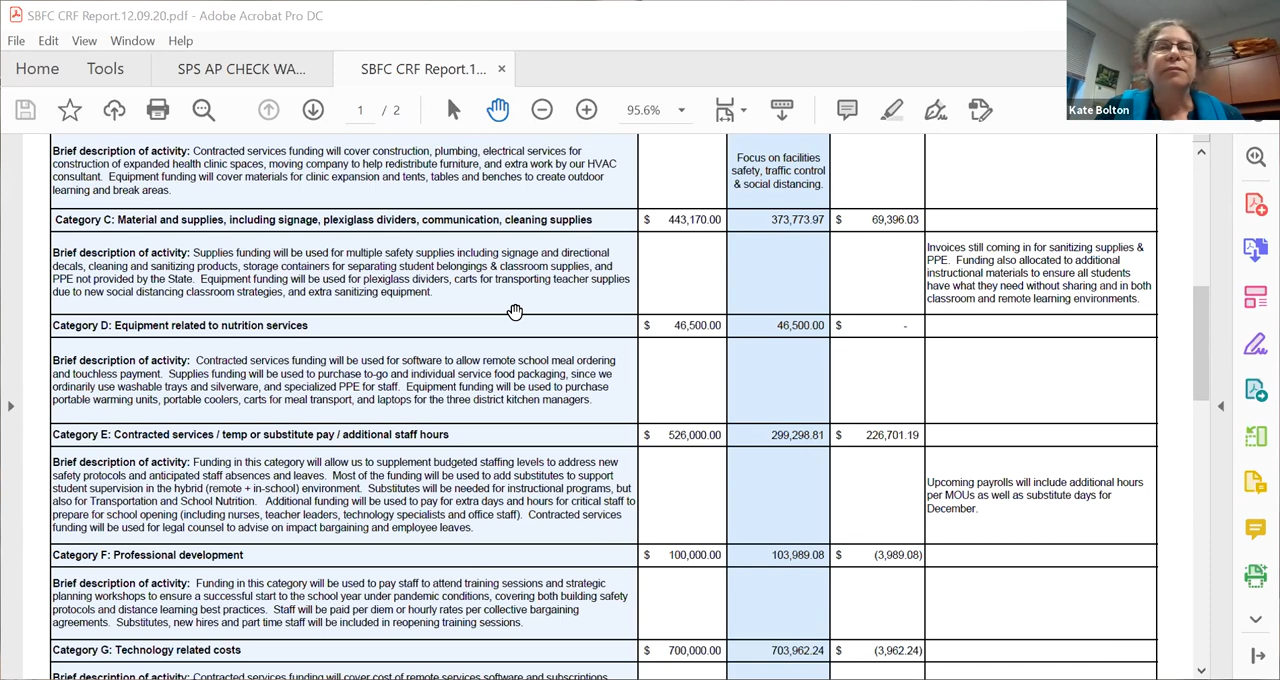 SBFC CRF Report.12.09.20.pdf - Adobe Acrobat Pro DC
File Edit View Window Help
Home Tools SPS AP CHECK WA... SBFC CRF Report.1... ×
1 / 2 95.6%
Kate Bolton
Brief description of activity: Contracted services funding will cover construction, plumbing, electrical services for
construction of expanded health clinic spaces, moving company to help redistribute furniture, and extra work by our HVAC
consultant. Equipment funding will cover materials for clinic expansion and tents, tables and benches to create outdoor
learning and break areas.
Focus on facilities
safety, traffic control
& social distancing.
Category C: Material and supplies, including signage, plexiglass dividers, communication, cleaning supplies $ 443,170.00 373,773.97 $ 69,396.03
Brief description of activity: Supplies funding will be used for multiple safety supplies including signage and directional
decals, cleaning and sanitizing products, storage containers for separating student belongings & classroom supplies, and
PPE not provided by the State. Equipment funding will be used for plexiglass dividers, carts for transporting teacher supplies
due to new social distancing classroom strategies, and extra sanitizing equipment.
Invoices still coming in for sanitizing supplies &
PPE. Funding also allocated to additional
instructional materials to ensure all students
have what they need without sharing and in both
classroom and remote learning environments.
Category D: Equipment related to nutrition services $ 46,500.00 46,500.00 $ -
Brief description of activity: Contracted services funding will be used for software to allow remote school meal ordering
and touchless payment. Supplies funding will be used to purchase to-go and individual service food packaging, since we
ordinarily use washable trays and silverware, and specialized PPE for staff. Equipment funding will be used to purchase
portable warming units, portable coolers, carts for meal transport, and laptops for the three district kitchen managers.
Category E: Contracted services / temp or substitute pay / additional staff hours $ 526,000.00 299,298.81 $ 226,701.19
Brief description of activity: Funding in this category will allow us to supplement budgeted staffing levels to address new
safety protocols and anticipated staff absences and leaves. Most of the funding will be used to add substitutes to support
student supervision in the hybrid (remote + in-school) environment. Substitutes will be needed for instructional programs, but
also for Transportation and School Nutrition. Additional funding will be used to pay for extra days and hours for critical staff to
prepare for school opening (including nurses, teacher leaders, technology specialists and office staff). Contracted services
funding will be used for legal counsel to advise on impact bargaining and employee leaves.
Upcoming payrolls will include additional hours
per MOUs as well as substitute days for
December.
Category F: Professional development $ 100,000.00 103,989.08 $ (3,989.08)
Brief description of activity: Funding in this category will be used to pay staff to attend training sessions and strategic
planning workshops to ensure a successful start to the school year under pandemic conditions, covering both building safety
protocols and distance learning best practices. Staff will be paid per diem or hourly rates per collective bargaining
agreements. Substitutes, new hires and part time staff will be included in reopening training sessions.
Category G: Technology related costs $ 700,000.00 703,962.24 $ (3,962.24)
Brief description of activity: Contracted services funding will cover cost of remote services software and subscriptions